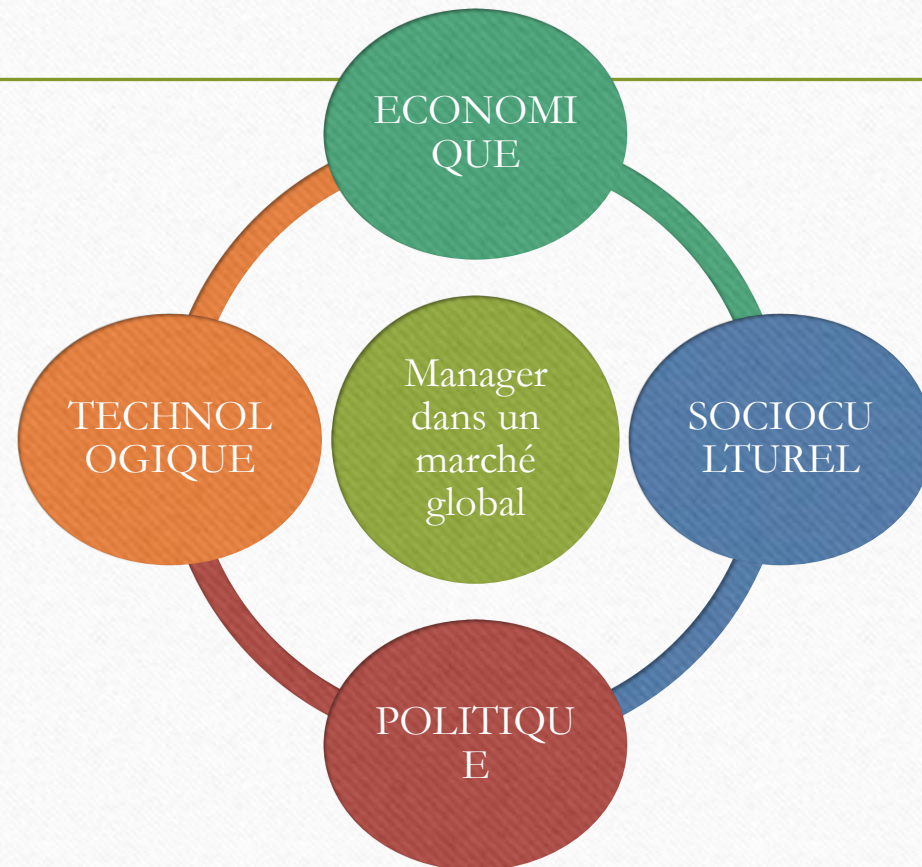 ECONOMI
QUE
TECHNOL
OGIQUE
Manager
dans un
marché
global
SOCIOCU
LTUREL
POLITIQU
E